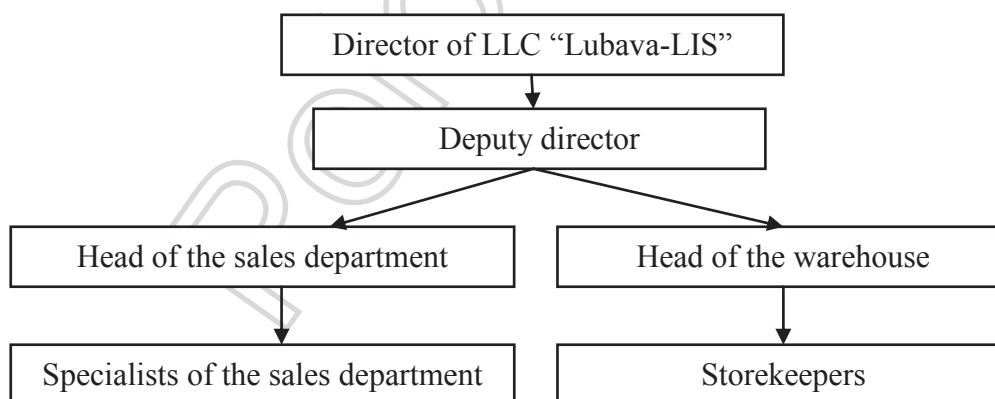 Director of LLC “Lubava-LIS”
Deputy director
Head of the sales department
Head of the warehouse
Specialists of the sales department
Storekeepers